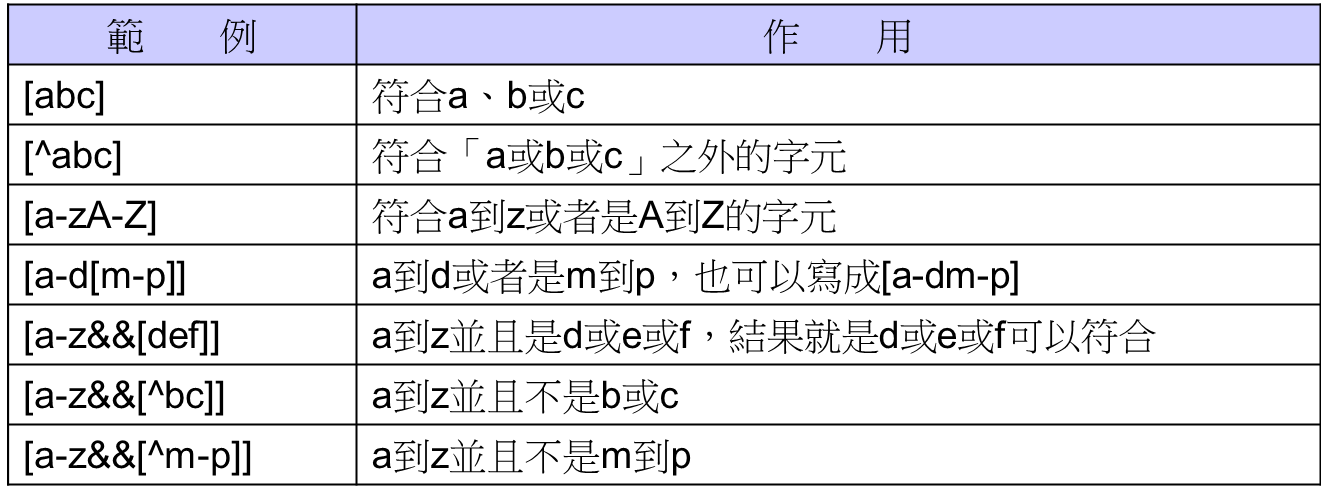 範 例 作 用
[abc] 符合a、b或c
[^abc] 符合「a或b或c」之外的字元
[a-zA-Z] 符合a到z或者是A到Z的字元
[a-d[m-p]] a到d或者是m到p，也可以寫成[a-dm-p]
[a-z&&[def]] a到z並且是d或e或f，結果就是d或e或f可以符合
[a-z&&[^bc]] a到z並且不是b或c
[a-z&&[^m-p]] a到z並且不是m到p